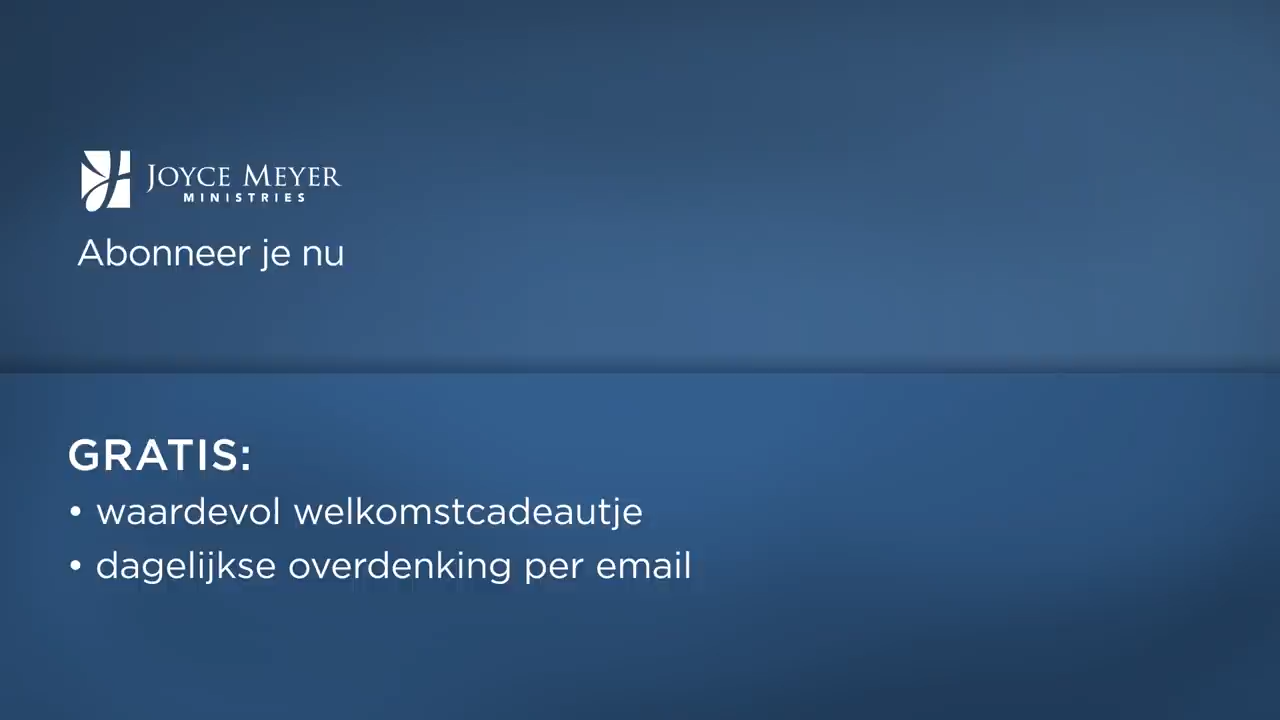 JOYCE MEYER
MINISTRIES
Abonneer je nu
GRATIS:
• waardevol welkomstcadeautje
• dagelijkse overdenking per email